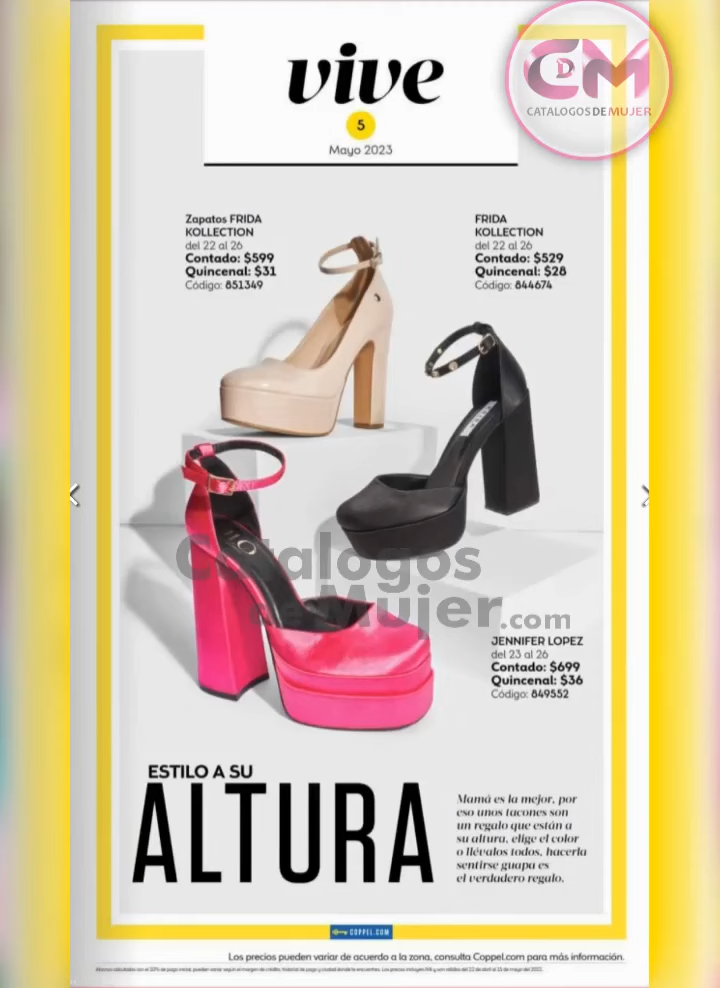 vive
5
Mayo 2023
CDM
CATALOGOS DE MUJER
Zapatos FRIDA
KOLLECTION
del 22 al 26
Contado: $599
Quincenal: $31
Código: 851349
FRIDA
KOLLECTION
del 22 al 26
Contado: $529
Quincenal: $28
Código: 844674
Catalogos
de Mujer.com
JENNIFER LOPEZ
del 23 al 26
Contado: $699
Quincenal: $36
Código: 849552
ESTILO A SU
ALTURA
Mamá es la mejor, por
eso unos tacones son
un regalo que están a
su altura, elige el color
o llévalos todos, hacerla
sentirse guapa es
el verdadero regalo.
COPPEL.COM
Los precios pueden variar de acuerdo a la zona, consulta Coppel.com para más información.